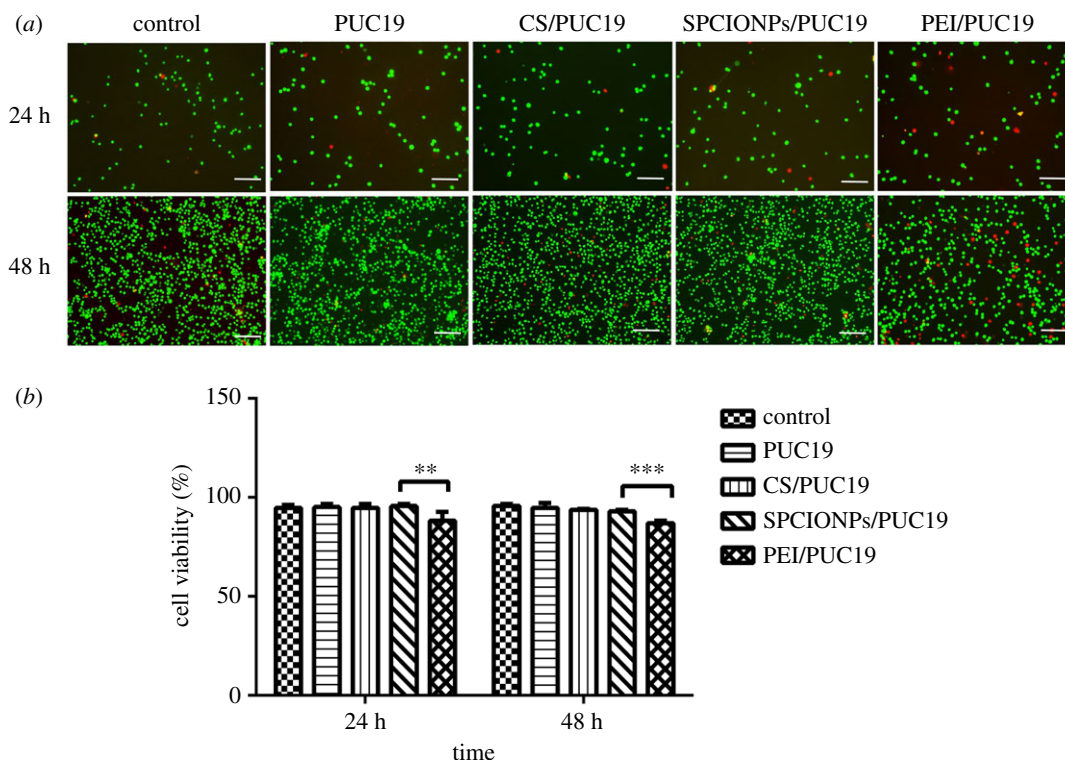 (a)
control PUC19 CS/PUC19 SPCIONPs/PUC19 PEI/PUC19
24 h
48 h
(b)
150
100
50
0
cell viability (%)
**
***
24 h 48 h
time
control
PUC19
CS/PUC19
SPCIONPs/PUC19
PEI/PUC19